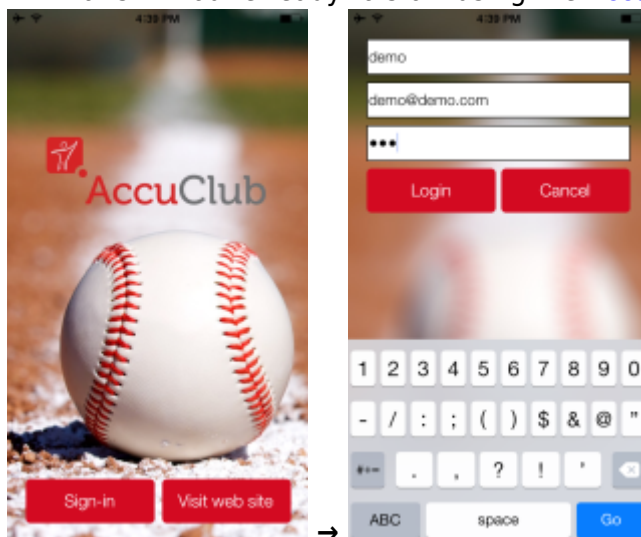 4:39 PM
AccuClub
Sign-in
Visit web site
→
4:39 PM
demo
demo@demo.com
•••
Login
Cancel
1 2 3 4 5 6 7 8 9 0
- / : ; ( ) $ & @ "
#+= . , ? ! '
ABC space Go